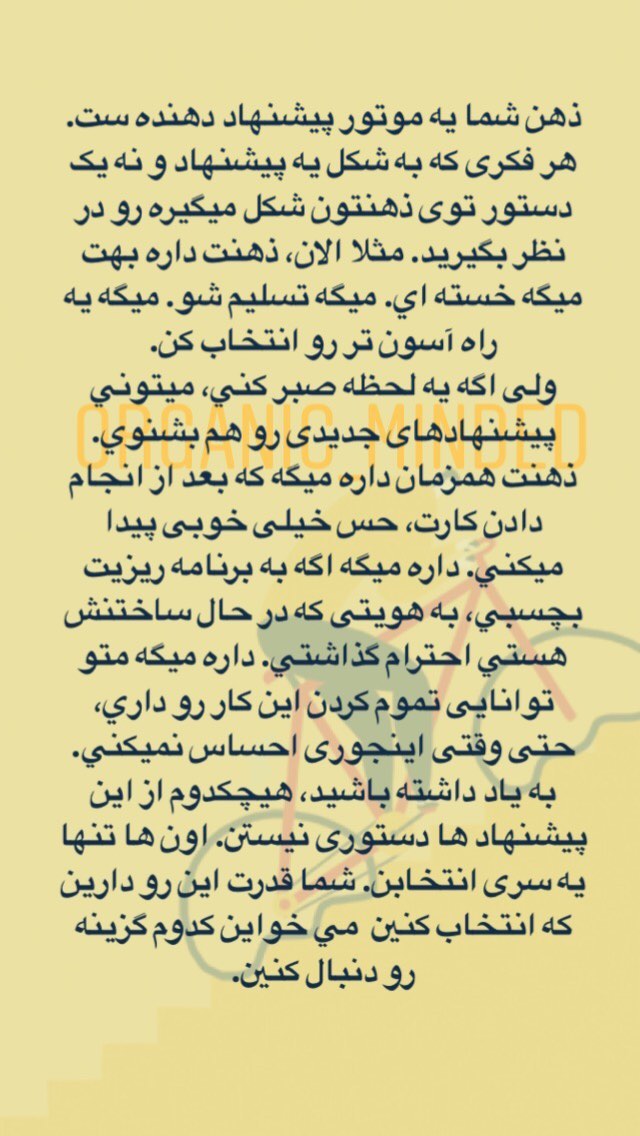 ذهن شما یه موتور پیشنهاد دهنده ست.
هر فکری که به شکل یه پیشنهاد و نه یک
دستور توی ذهنتون شکل میگیره رو در
نظر بگیرید. مثلا الان، ذهنت داره بهت
میگه خسته اي. میگه تسلیم شو. میگه یه
راه آسون تر رو انتخاب کن.
ولی اگه یه لحظه صبر کني، میتوني
پیشنهادهای جدیدی رو هم بشنوي.
ORGANIC_MINDED
ذهنت همزمان داره میگه که بعد از انجام
دادن کارت، حس خیلی خوبی پیدا
میکني. داره میگه اگه به برنامه ریزیت
بچسبي، به هویتی که در حال ساختنش
هستي احترام گذاشتي. داره میگه متو
توانایی تموم کردن این کار رو داري،
حتی وقتی اینجوری احساس نمیکني.
به یاد داشته باشید، هیچکدوم از این
پیشنهاد ها دستوری نیستن. اون ها تنها
یه سری انتخابن. شما قدرت این رو دارین
که انتخاب کنین مي خواین کدوم گزینه
رو دنبال کنین.